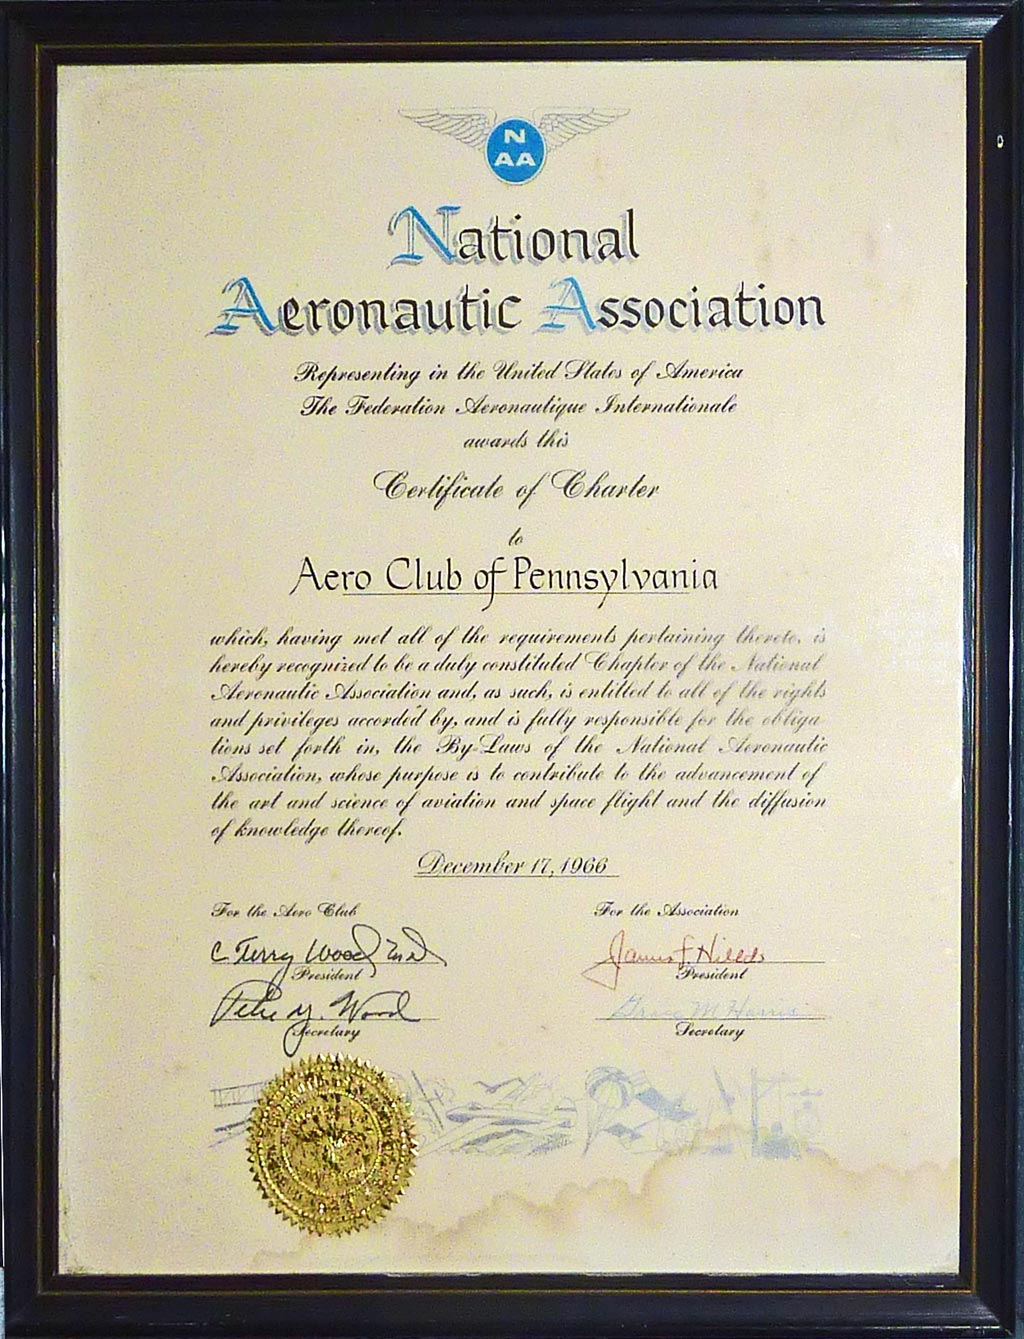 N
AA
National
Aeronautic Association
Representing in the United States of America
The Federation Aeronautique Internationale
awards this
Certificate of Charter
to
Aero Club of Pennsylvania
which, having met all of the requirements pertaining thereto, is
hereby recognized to be a duly constituted Chapter of the National
Aeronautic Association and, as such, is entitled to all of the rights
and privileges accorded by, and is fully responsible for the obliga-
tions set forth in, the By-Laws of the National Aeronautic
Association, whose purpose is to contribute to the advancement of
the art and science of aviation and space flight and the diffusion
of knowledge thereof.
December 17, 1966
For the Aero Club
For the Association
C Terry Wood
James F. Nields
President
President
M. Wood
M Harris
Secretary
Secretary